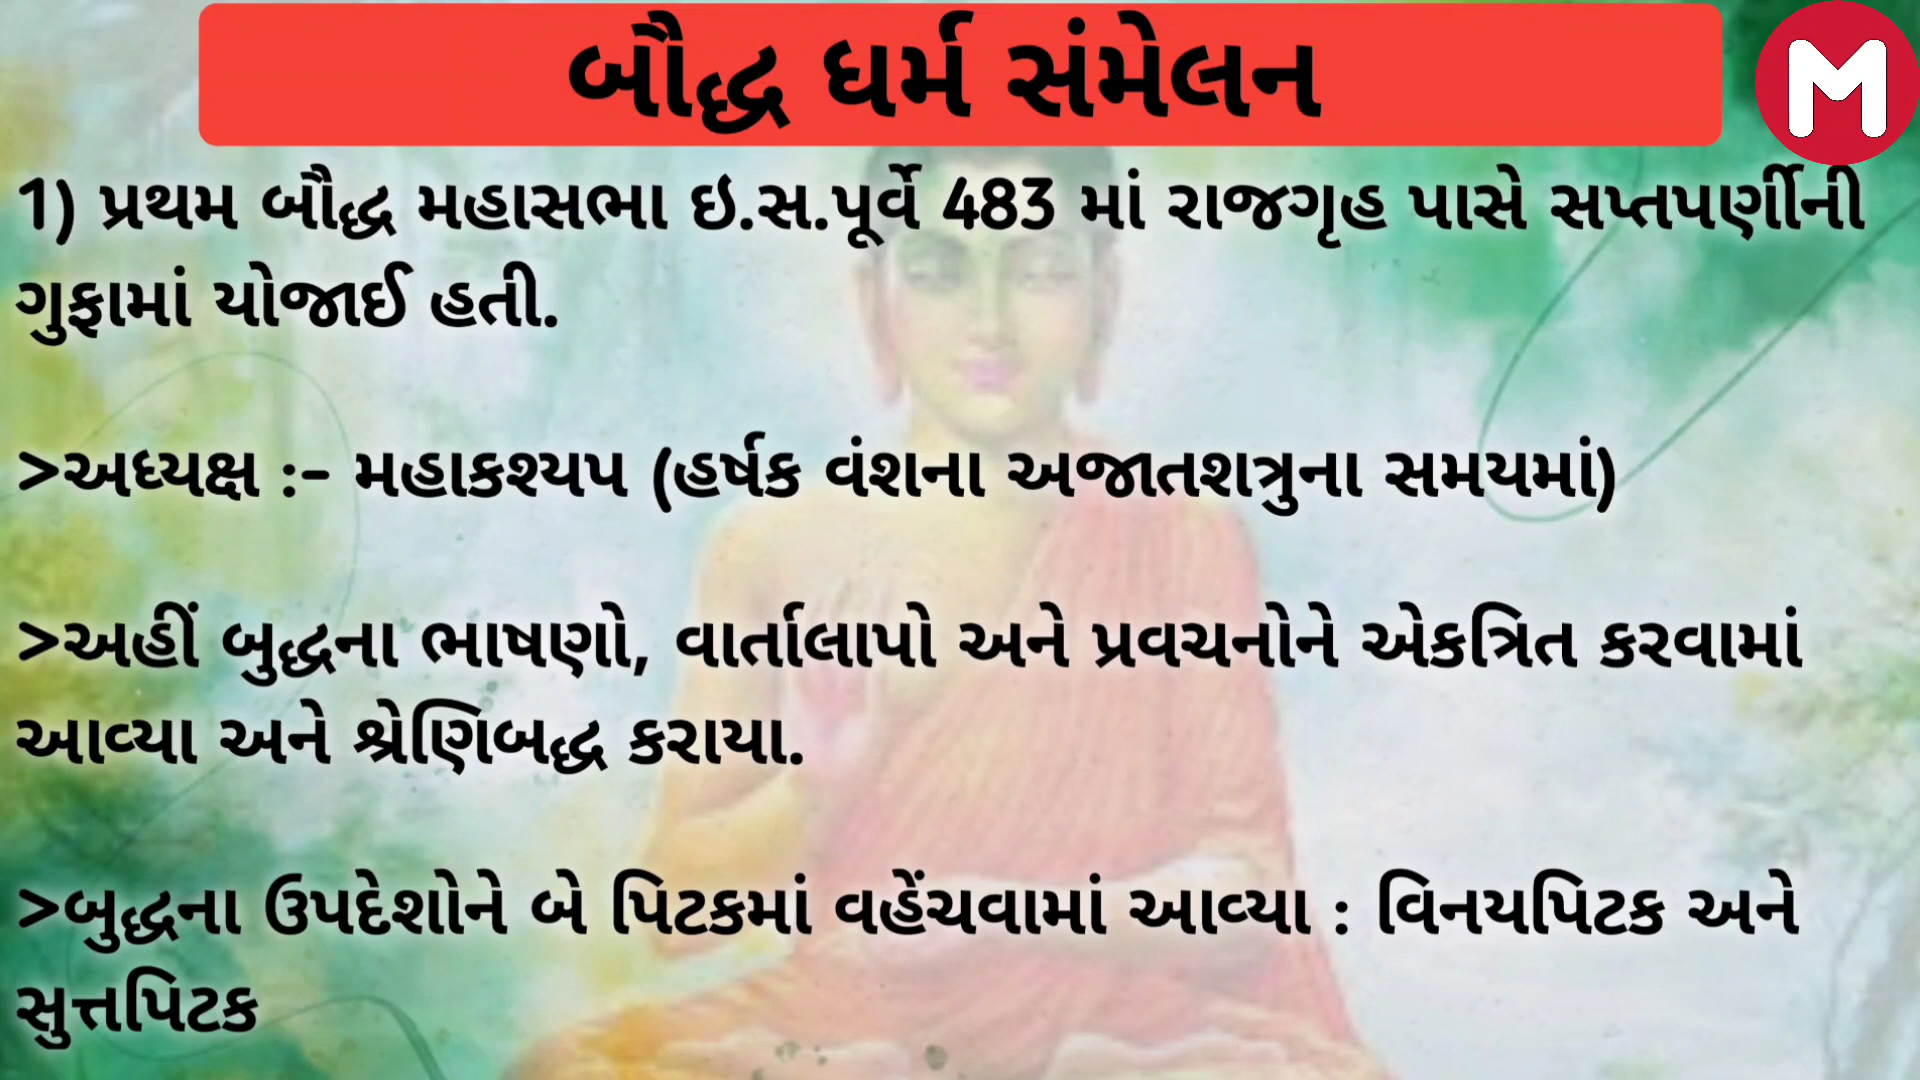 બૌદ્ધ ધર્મ સંમેલન
M
1) પ્રથમ બૌદ્ધ મહાસભા ઇ.સ.પૂર્વે 483 માં રાજગૃહ પાસે સપ્તપર્ણીની
ગુફામાં યોજાઈ હતી.
>અધ્યક્ષ :- મહાકશ્યપ (હર્ષક વંશના અજાતશત્રુના સમયમાં)
>અહીં બુદ્ધના ભાષણો, વાર્તાલાપો અને પ્રવચનોને એકત્રિત કરવામાં
આવ્યા અને શ્રેણિબદ્ધ કરાયા.
>બુદ્ધના ઉપદેશોને બે પિટકમાં વહેંચવામાં આવ્યા : વિનયપિટક અને
સુત્તપિટક